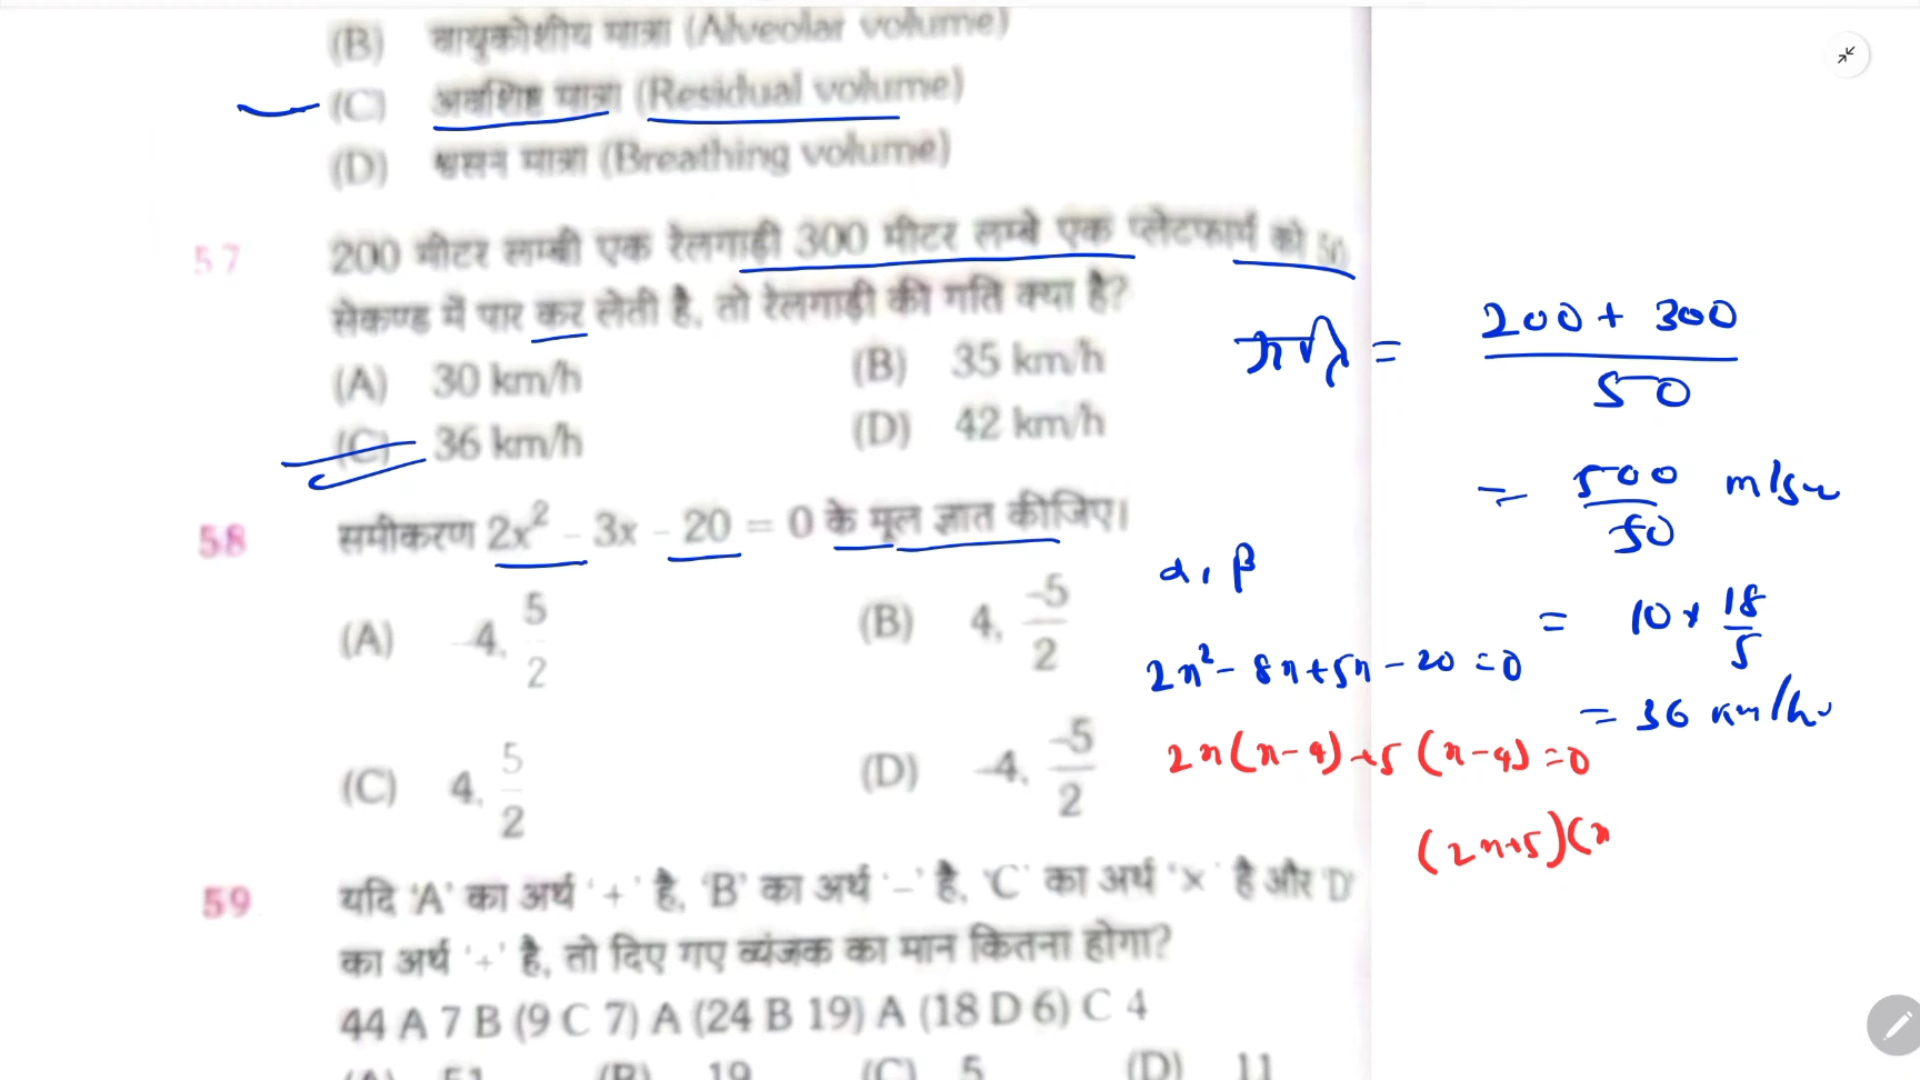 (B) वायुकोशीय मात्रा (Alveolar volume)
(C) अवशिष्ट मात्रा (Residual volume)
(D) श्वसन मात्रा (Breathing volume)
57 200 मीटर लम्बी एक रेलगाड़ी 300 मीटर लम्बे एक प्लेटफार्म को 50
सेकण्ड में पार कर लेती है, तो रेलगाड़ी की गति क्या है?
(A) 30 km/h (B) 35 km/h
(C) 36 km/h (D) 42 km/h
58 समीकरण 2x² – 3x – 20 = 0 के मूल ज्ञात कीजिए।
(A) –4, 5/2 (B) 4, –5/2
(C) 4, 5/2 (D) –4, –5/2
59 यदि 'A' का अर्थ '+' है, 'B' का अर्थ '–' है, 'C' का अर्थ '×' है और 'D'
का अर्थ '÷' है, तो दिए गए व्यंजक का मान कितना होगा?
44 A 7 B (9 C 7) A (24 B 19) A (18 D 6) C 4
(A) 51 (B) 19 (C) 5 (D) 11
= 200 + 300 / 50
= 500 / 50 m/sec
= 10 × 18/5
= 36 km/hr
α, β
2x² – 8x + 5x – 20 = 0
2x(x – 4) + 5(x – 4) = 0
(2x+5)(x